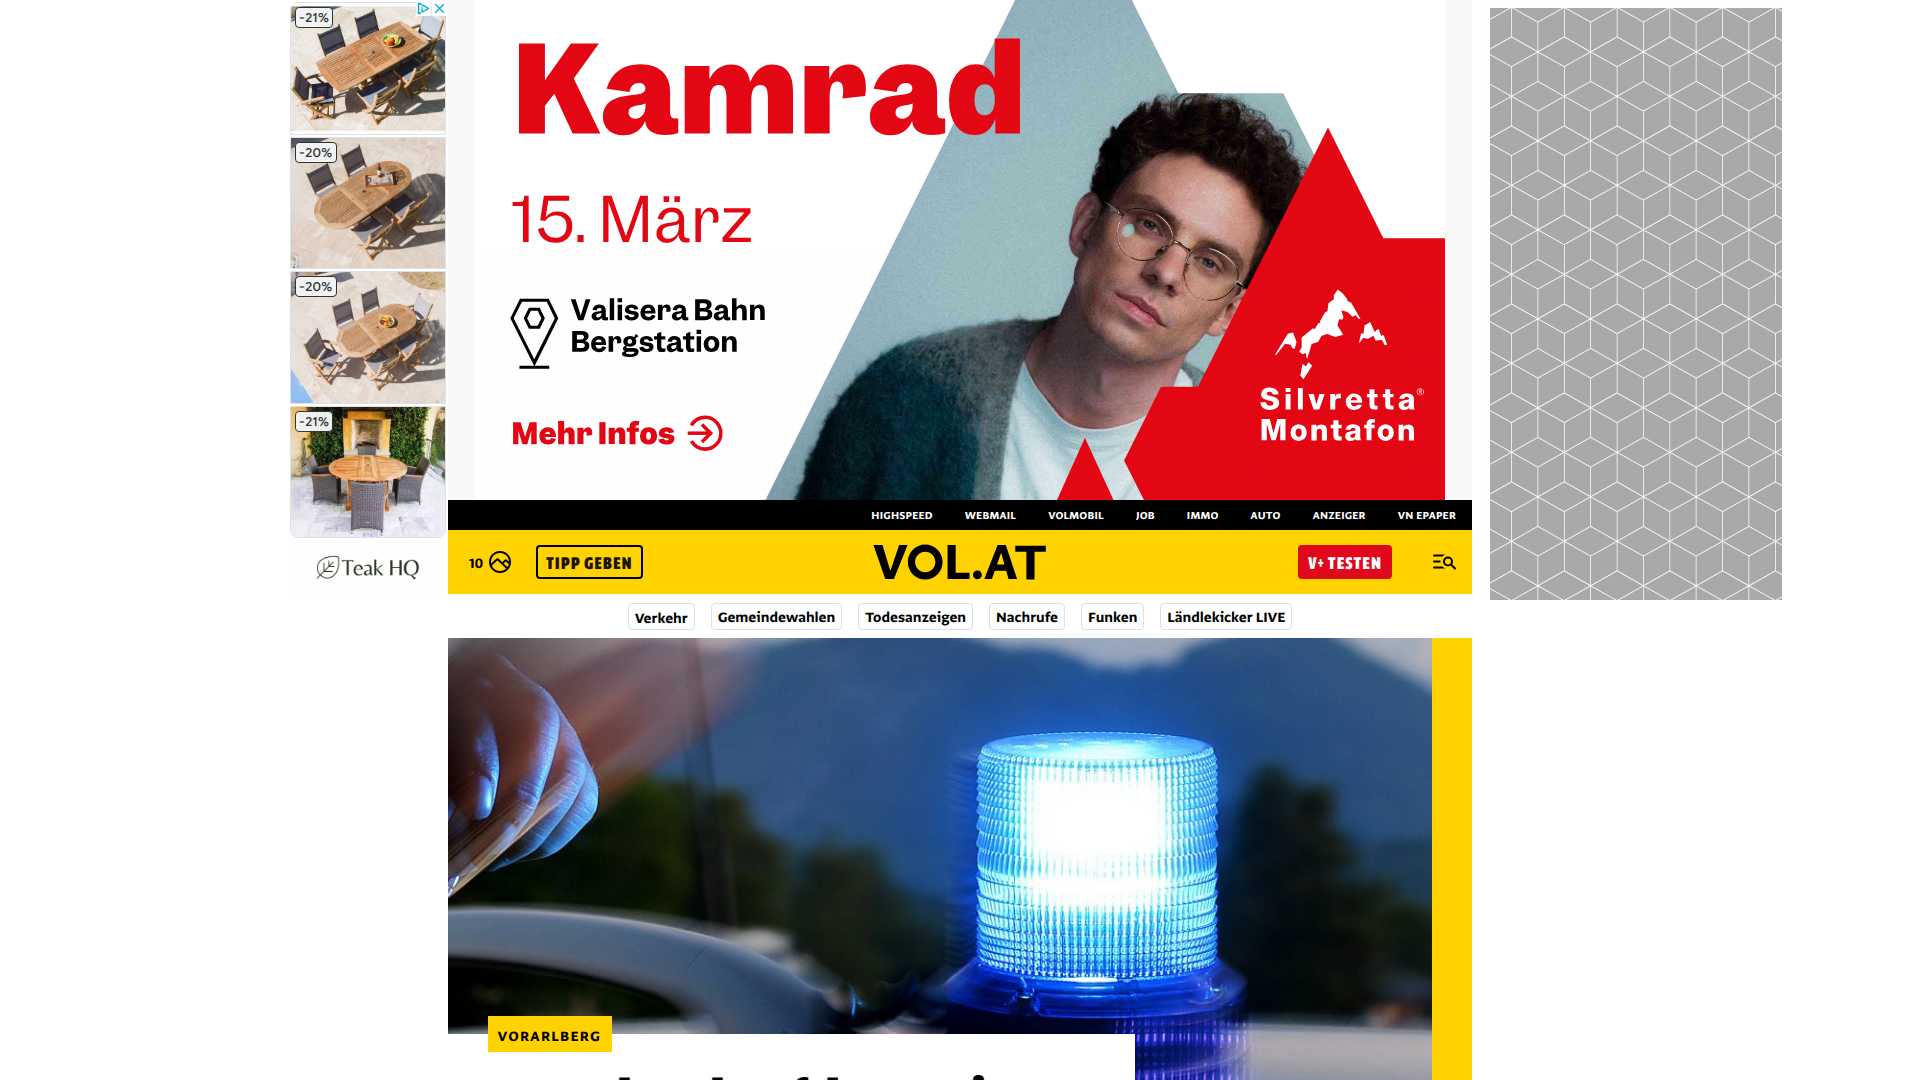 -21%
-20%
-20%
-21%
Teak HQ
Kamrad
15. März
Valisera Bahn
Bergstation
Mehr Infos
Silvretta®
Montafon
HIGHSPEED WEBMAIL VOLMOBIL JOB IMMO AUTO ANZEIGER VN EPAPER
10 TIPP GEBEN VOL.AT V+ TESTEN
Verkehr Gemeindewahlen Todesanzeigen Nachrufe Funken Ländlekicker LIVE
VORARLBERG